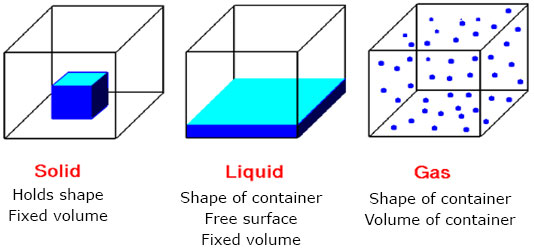 Solid
Holds shape
Fixed volume
Liquid
Shape of container
Free surface
Fixed volume
Gas
Shape of container
Volume of container